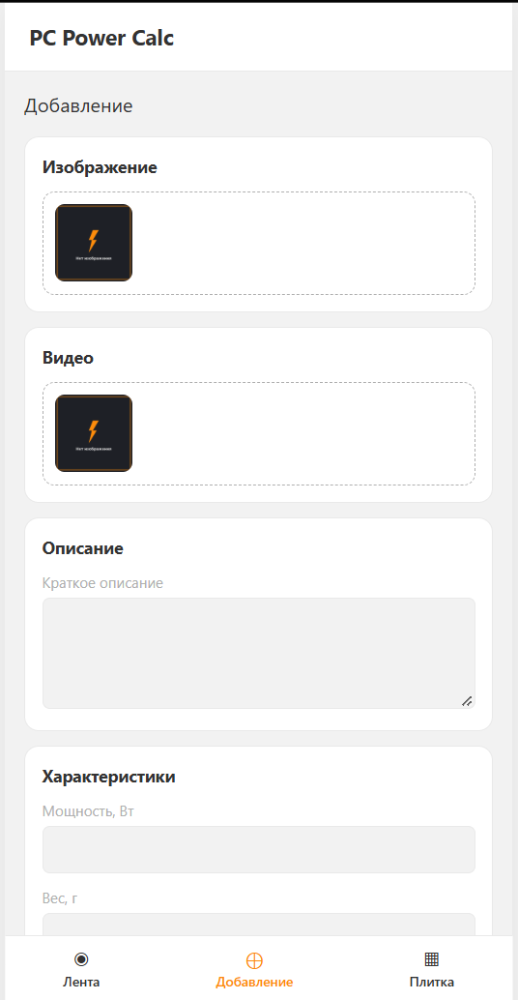 PC Power Calc
Добавление
Изображение
Нет изображения
Видео
Нет изображения
Описание
Краткое описание
Характеристики
Мощность, Вт
Вес, г
Лента
Добавление
Плитка